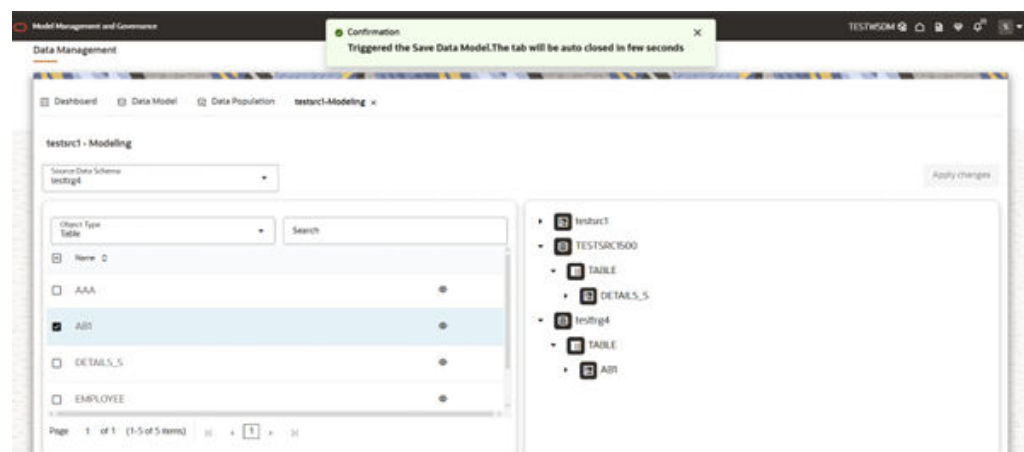 Model Management and Governance
TESTWSDM
Confirmation
Triggered the Save Data Model.The tab will be auto closed in few seconds
Data Management
Dashboard
Data Model
Data Population
testsrc1-Modeling ×
testsrc1 - Modeling
Source Data Schema
testtrg4
Apply changes
Object Type
Table
Search
Name
AAA
AB1
DETAILS_S
EMPLOYEE
Page 1 of 1 (1-5 of 5 items) 1
testsrc1
TESTSRC1500
TABLE
DETAILS_S
testtrg4
TABLE
AB1